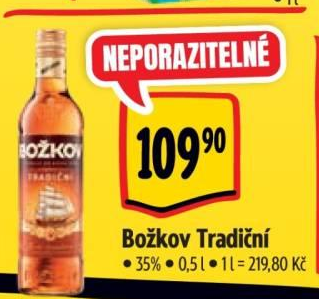 NEPORAZITELNÉ
109⁹⁰
BOŽKOV
TRADIČNÍ
Božkov Tradiční
• 35% • 0,5 l • 1 l = 219,80 Kč